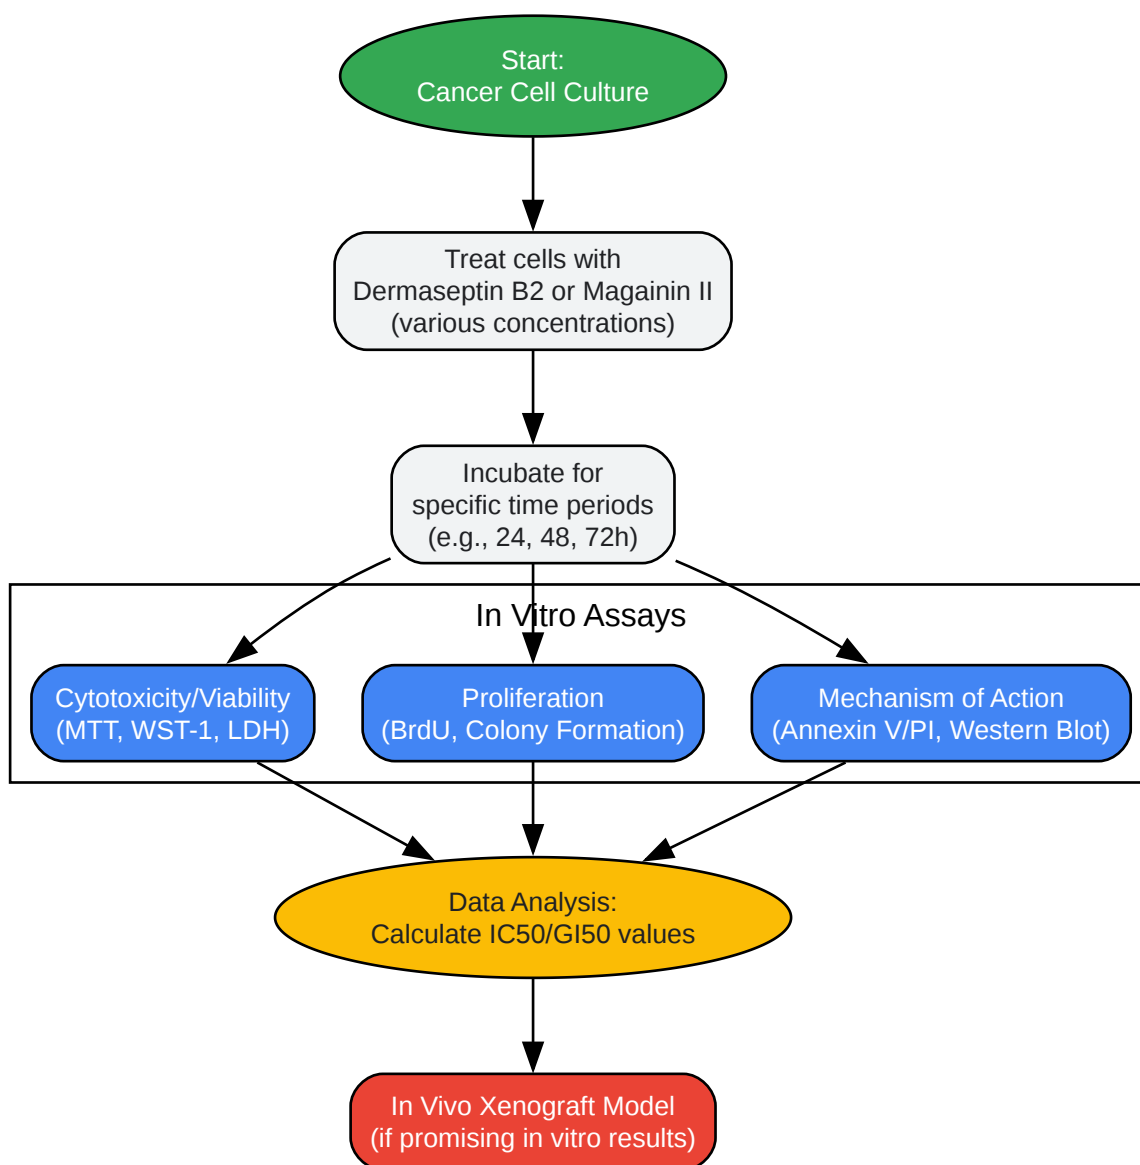 Start:
Cancer Cell Culture
Treat cells with
Dermaseptin B2 or Magainin II
(various concentrations)
Incubate for
specific time periods
(e.g., 24, 48, 72h)
In Vitro Assays
Cytotoxicity/Viability
(MTT, WST-1, LDH)
Proliferation
(BrdU, Colony Formation)
Mechanism of Action
(Annexin V/PI, Western Blot)
Data Analysis:
Calculate IC50/GI50 values
In Vivo Xenograft Model
(if promising in vitro results)